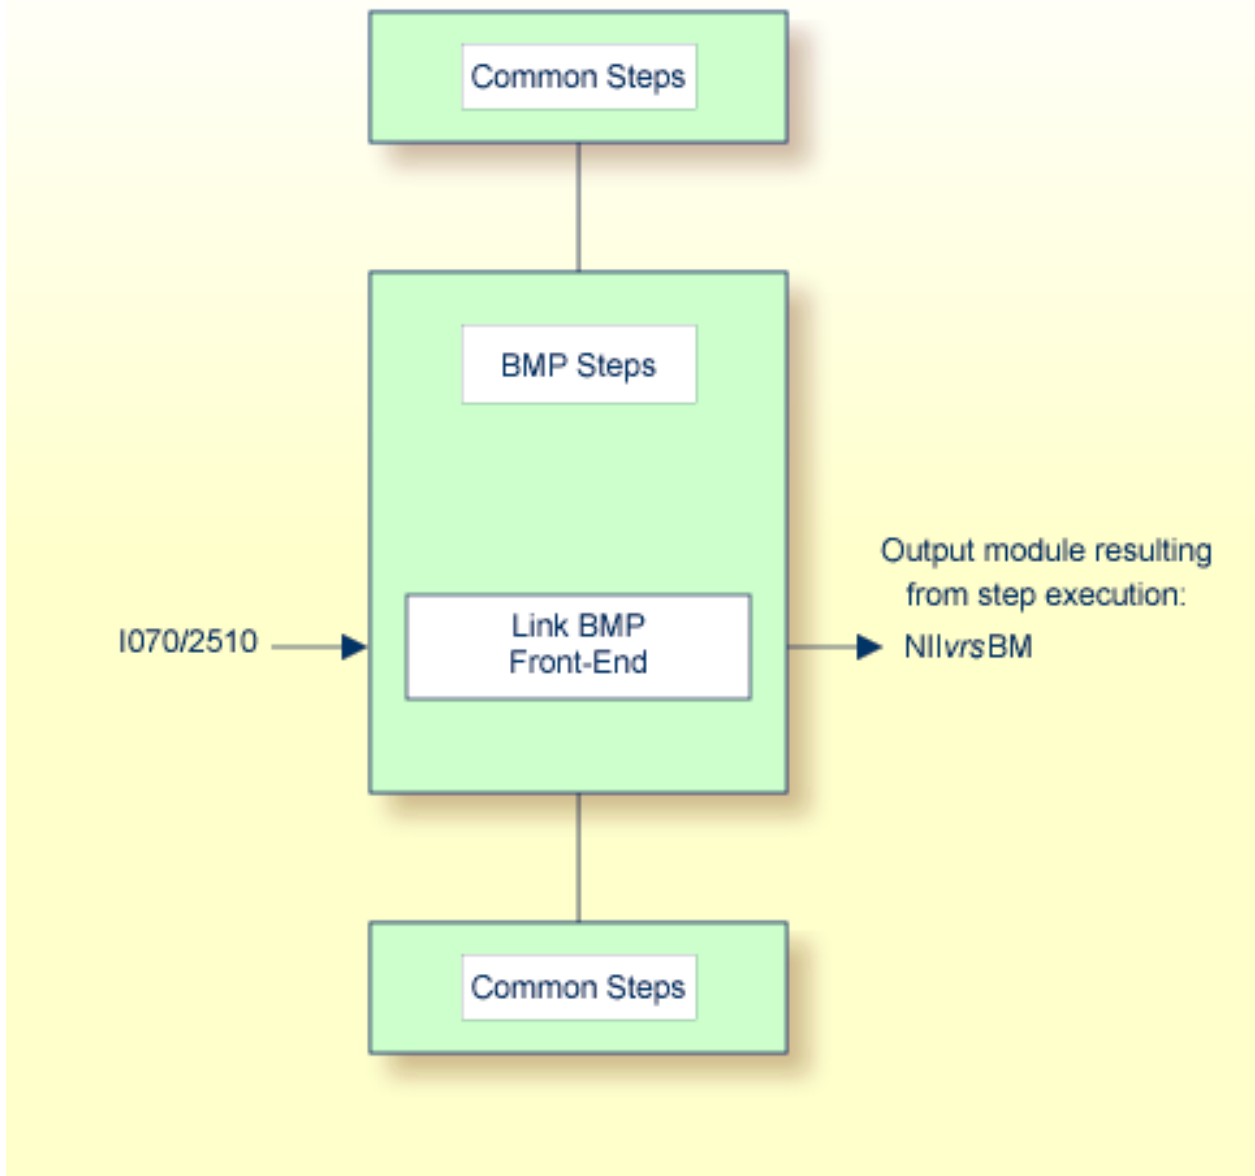 Common Steps
BMP Steps
Output module resulting
from step execution:
I070/2510
Link BMP
Front-End
NIIvrsBM
Common Steps